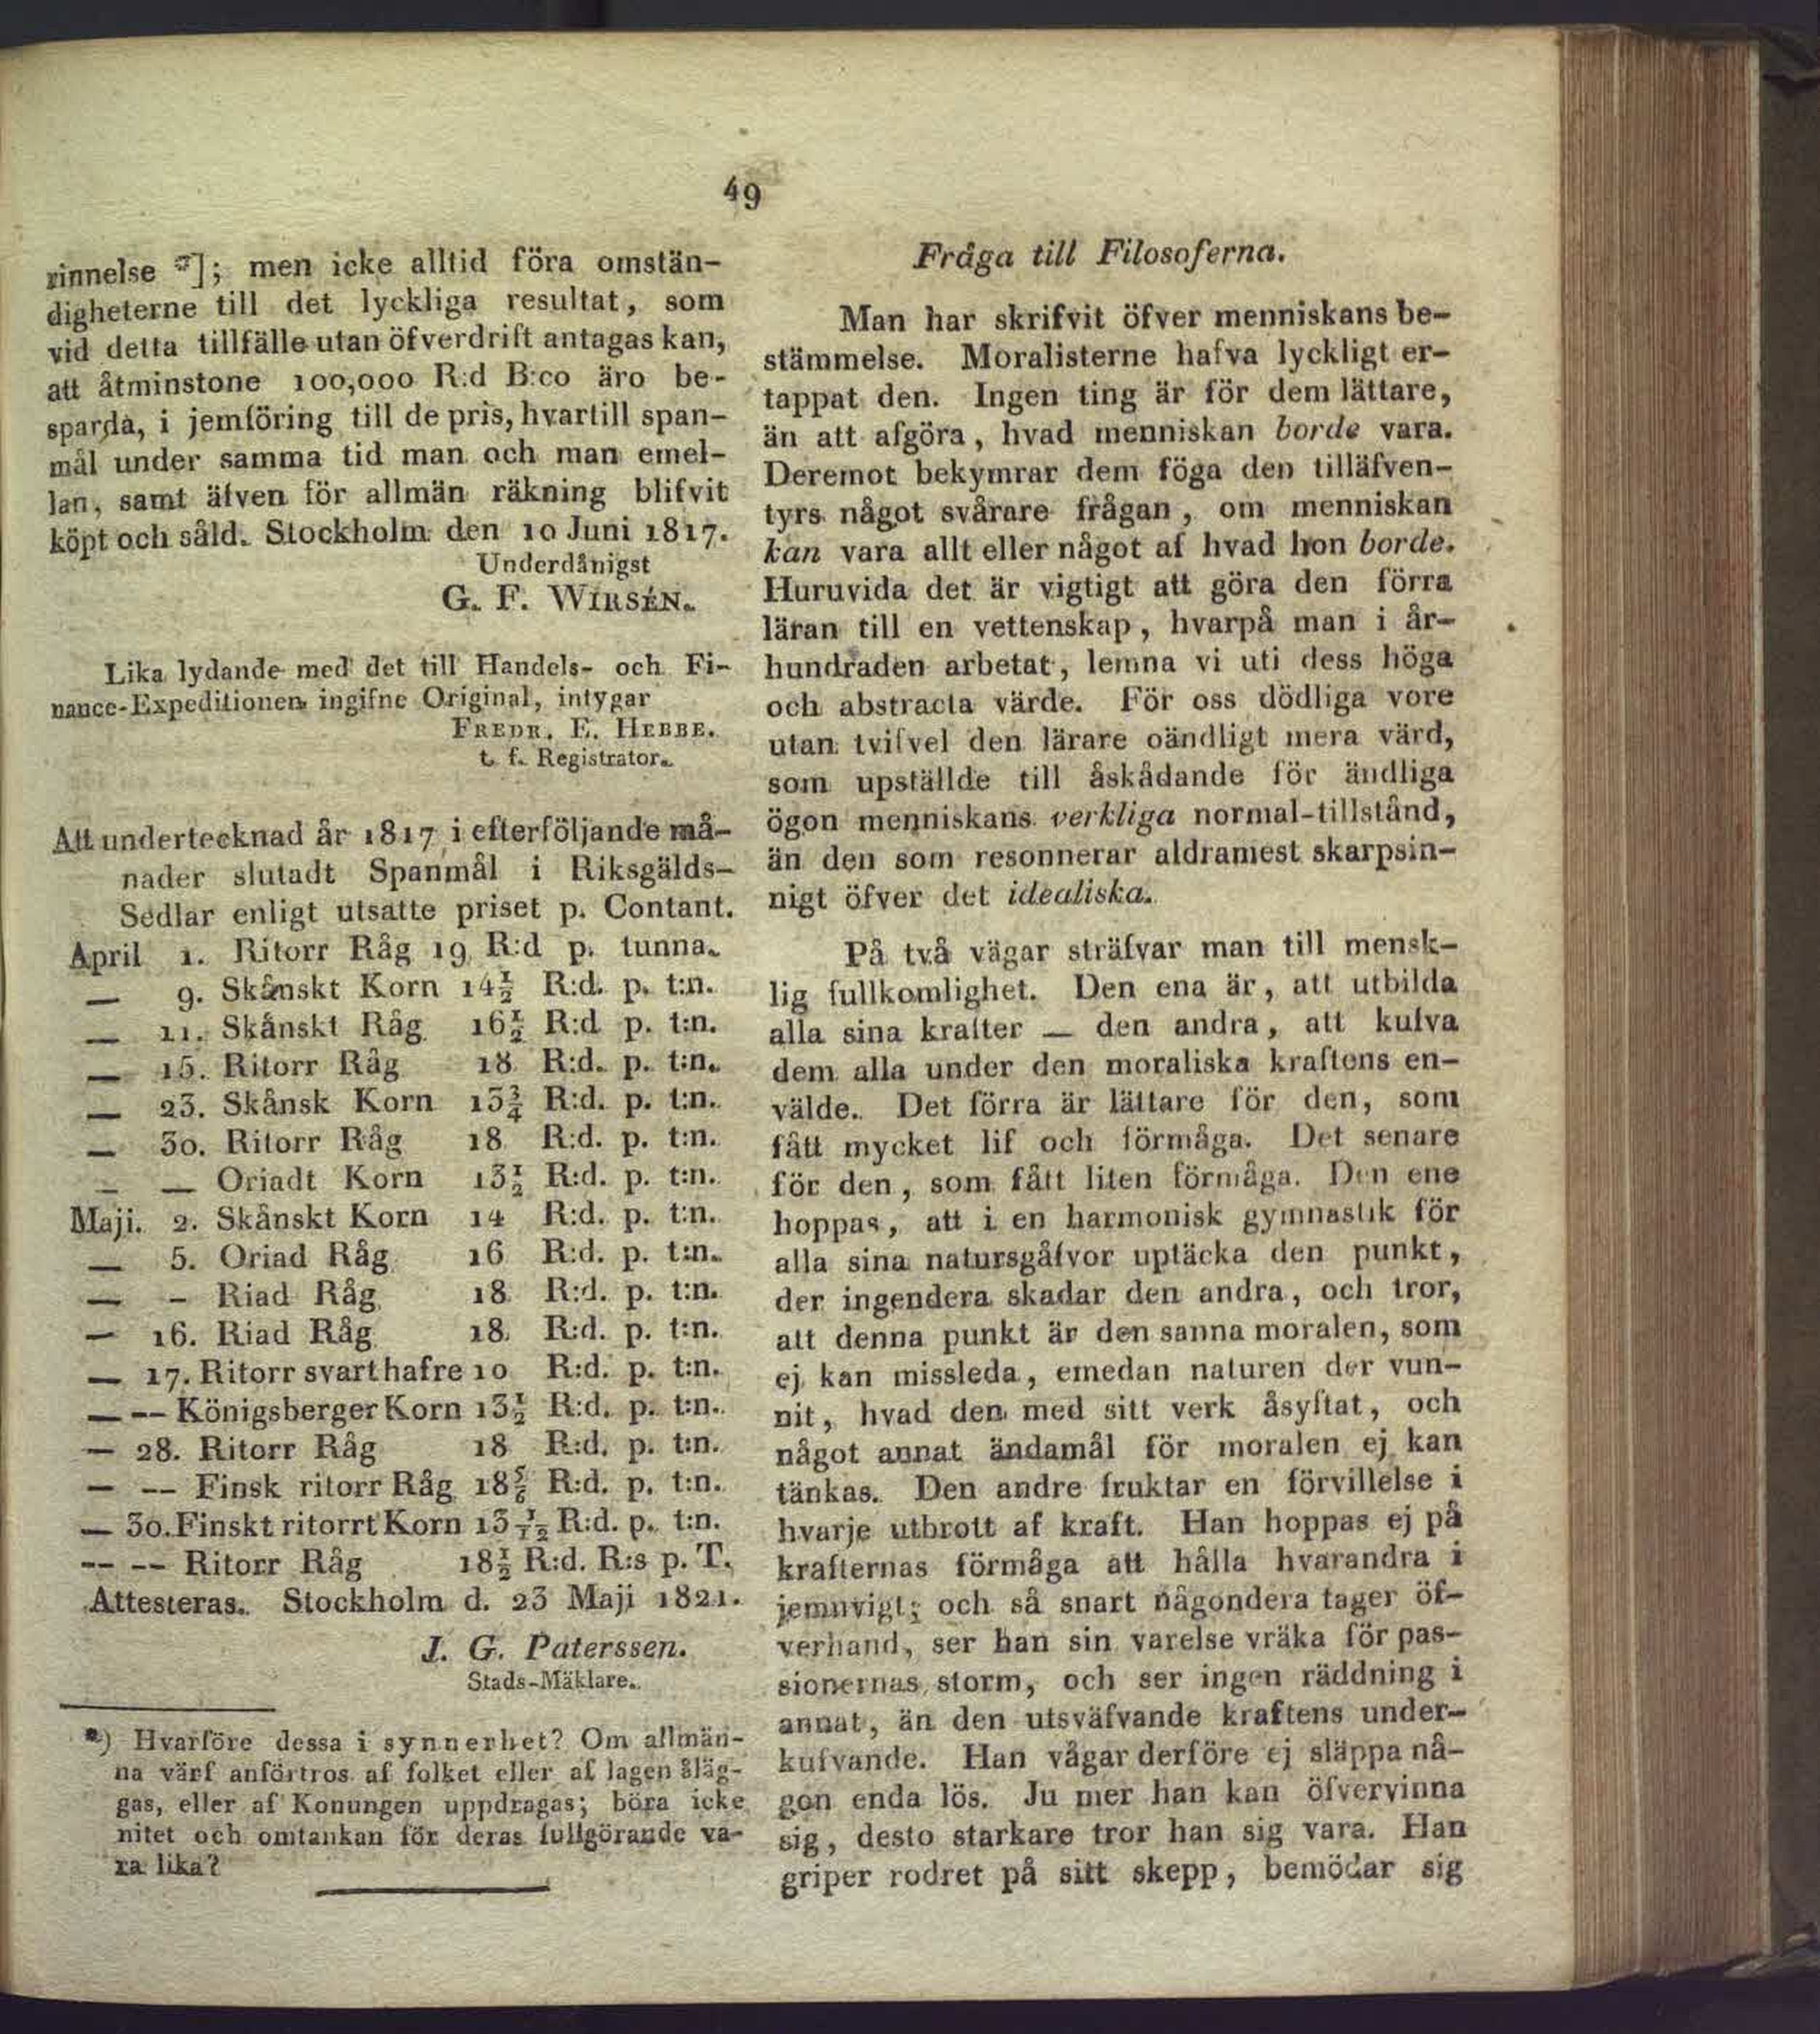 49
rinnelse *]; men icke alltid föra omstän-
digheterne till det lyckliga resultat, som
vid detta tillfälle utan öfverdrift antagas kan,
att åtminstone 100,000 R:d B:co äro be-
sparda, i jemföring till de pris, hvartill span-
mål under samma tid man och man emel-
lan, samt äfven för allmän räkning blifvit
köpt och såld. Stockholm den 10 Juni 1817.
Underdånigst
G. F. WIRSÉN.
Lika lydande med det till Handels- och Fi-
nance-Expeditionen ingifne Original, intygar
FREDR. E. HEBBE.
t. f. Registrator.
Att undertecknad år 1817 i efterföljande må-
nader slutadt Spanmål i Riksgälds-
Sedlar enligt utsatte priset p. Contant.
April 1. Ritorr Råg 19 R:d p. tunna.
— 9. Skånskt Korn 14½ R:d. p. t:n.
— 11. Skånskt Råg 16½ R:d p. t:n.
— 15. Ritorr Råg 18 R:d. p. t:n.
— 23. Skånsk Korn 13¾ R:d. p. t:n.
— 30. Ritorr Råg 18 R:d. p. t:n.
– — Oriadt Korn 13½ R:d. p. t:n.
Maji. 2. Skånskt Korn 14 R:d. p. t:n.
— 5. Oriad Råg 16 R:d. p. t:n.
— - Riad Råg 18 R:d. p. t:n.
— 16. Riad Råg 18 R:d. p. t:n.
— 17. Ritorr svart hafre 10 R:d. p. t:n.
— -- Königsberger Korn 13½ R:d. p. t:n.
— 28. Ritorr Råg 18 R:d. p. t:n.
— -- Finsk ritorr Råg 18⅚ R:d. p. t:n.
— 30. Finskt ritorrt Korn 13 1/12 R:d. p. t:n.
-- -- Ritorr Råg 18½ R:d. R:s p. T.
Attesteras. Stockholm d. 23 Maji 1821.
J. G. Paterssen.
Stads-Mäklare.
*) Hvarföre dessa i synnerhet? Om allmän-
na värf anförtros af folket eller af lagen åläg-
gas, eller af Konungen uppdragas; böra icke
nitet och omtankan för deras fullgörande va-
ra lika?
Fråga till Filosoferna.
Man har skrifvit öfver menniskans be-
stämmelse. Moralisterne hafva lyckligt er-
tappat den. Ingen ting är för dem lättare,
än att afgöra, hvad menniskan borde vara.
Deremot bekymrar dem föga den tilläfven-
tyrs något svårare frågan, om menniskan
kan vara allt eller något af hvad hon borde.
Huruvida det är vigtigt att göra den förra
läran till en vettenskap, hvarpå man i år-
hundraden arbetat, lemna vi uti dess höga
och abstracta värde. För oss dödliga vore
utan tvifvel den lärare oändligt mera värd,
som upställde till åskådande för ändliga
ögon menniskans verkliga normal-tillstånd,
än den som resonnerar aldramest skarpsin-
nigt öfver det idealiska.
På två vägar sträfvar man till mensk-
lig fullkomlighet. Den ena är, att utbilda
alla sina krafter — den andra, att kufva
dem alla under den moraliska kraftens en-
välde. Det förra är lättare för den, som
fått mycket lif och förmåga. Det senare
för den, som fått liten förmåga. Den ene
hoppas, att i en harmonisk gymnastik för
alla sina natursgåfvor uptäcka den punkt,
der ingendera skadar den andra, och tror,
att denna punkt är den sanna moralen, som
ej kan missleda, emedan naturen der vun-
nit, hvad den med sitt verk åsyftat, och
något annat ändamål för moralen ej kan
tänkas. Den andre fruktar en förvillelse i
hvarje utbrott af kraft. Han hoppas ej på
krafternas förmåga att hålla hvarandra i
jemnvigt; och så snart någondera tager öf-
verhand, ser han sin varelse vräka för pas-
sionernas storm, och ser ingen räddning i
annat, än den utsväfvande kraftens under-
kufvande. Han vågar derföre ej släppa nå-
gon enda lös. Ju mer han kan öfvervinna
sig, desto starkare tror han sig vara. Han
griper rodret på sitt skepp, bemödar sig